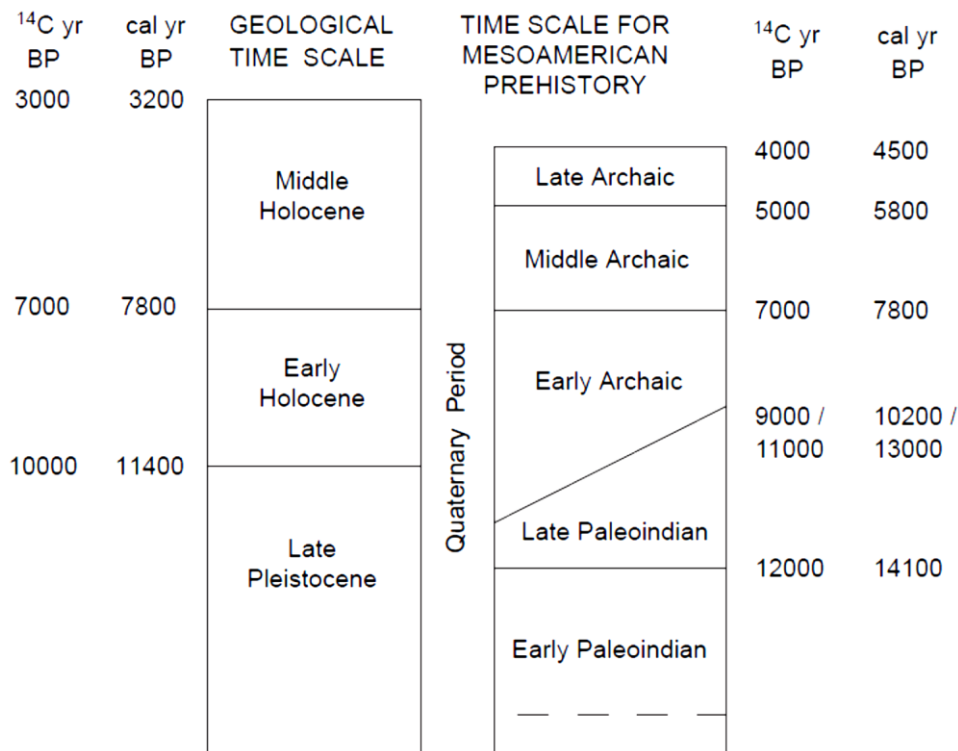 ¹⁴C yr BP
cal yr BP
GEOLOGICAL
TIME SCALE
TIME SCALE FOR
MESOAMERICAN
PREHISTORY
¹⁴C yr BP
cal yr BP
3000 3200
Middle
Holocene
7000 7800
Early
Holocene
10000 11400
Late
Pleistocene
Quaternary Period
Late Archaic
4000 4500
5000 5800
Middle Archaic
7000 7800
Early Archaic
9000 / 10200 /
11000 13000
Late Paleoindian
12000 14100
Early Paleoindian